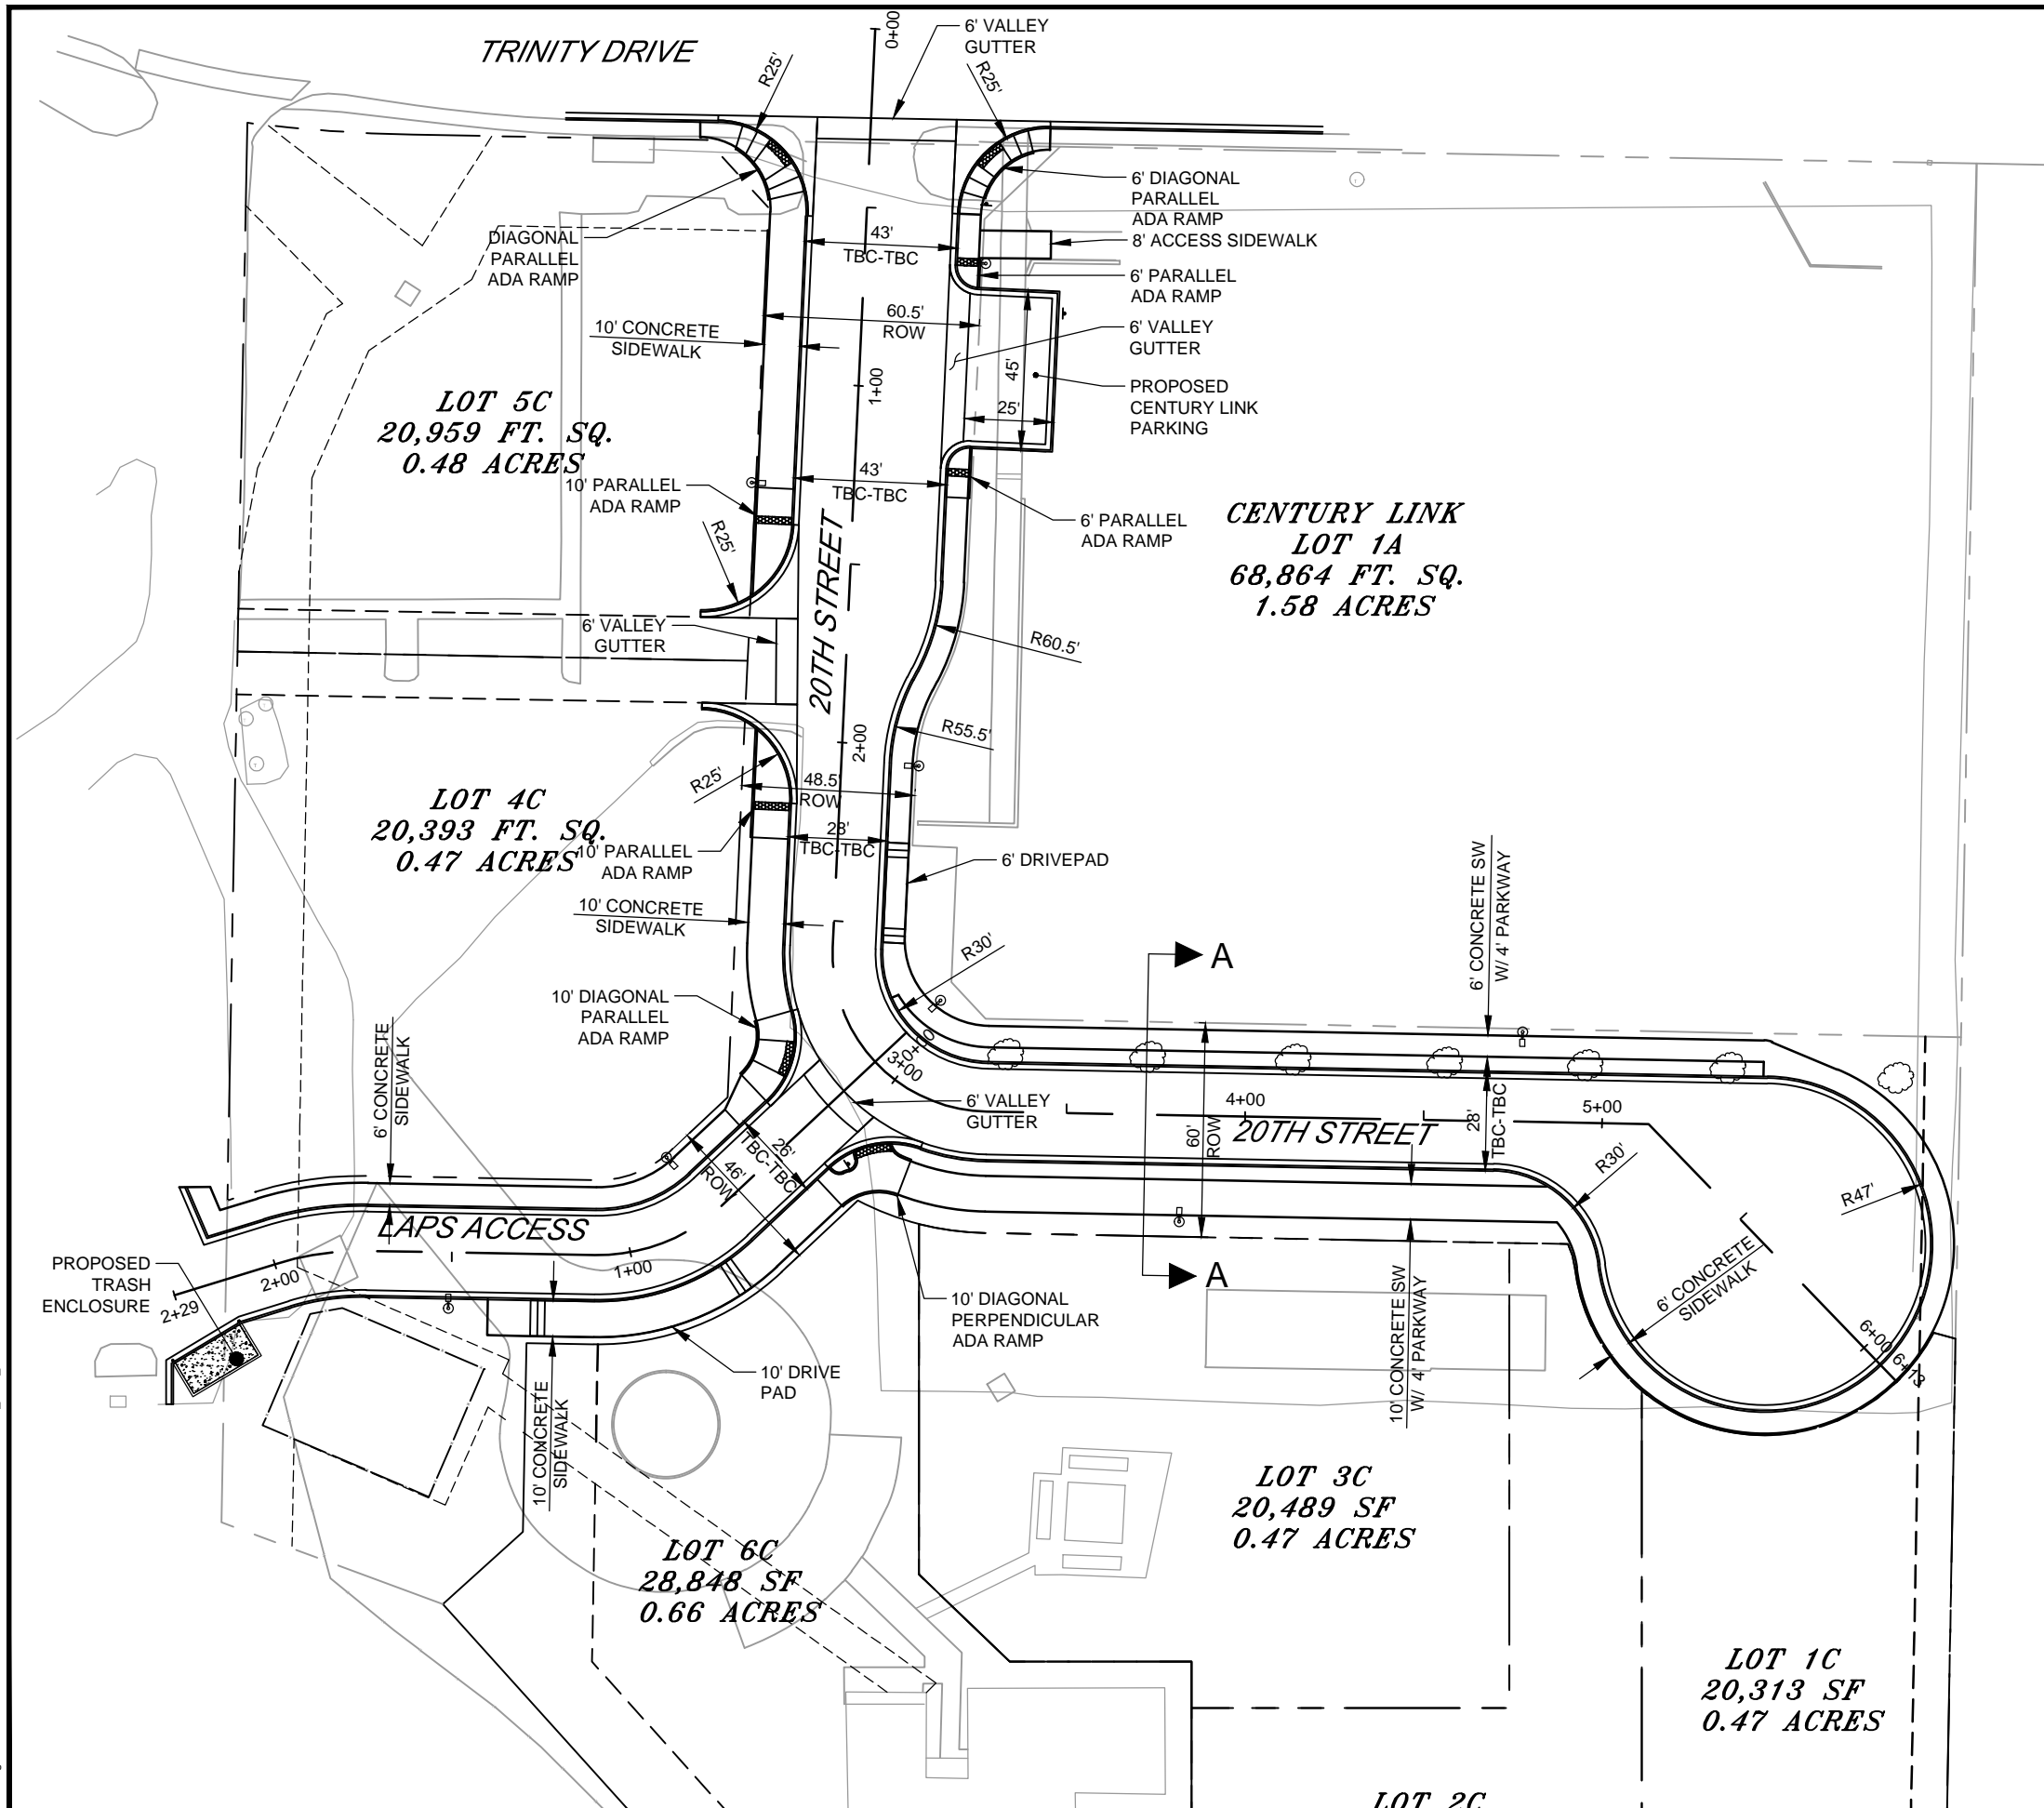 TRINITY DRIVE
0+00
6' VALLEY
GUTTER
R25'
R25'
6' DIAGONAL
PARALLEL
ADA RAMP
8' ACCESS SIDEWALK
DIAGONAL
PARALLEL
ADA RAMP
43'
TBC-TBC
6' PARALLEL
ADA RAMP
60.5'
ROW
10' CONCRETE
SIDEWALK
6' VALLEY
GUTTER
1+00
45'
25'
PROPOSED
CENTURY LINK
PARKING
LOT 5C
20,959 FT. SQ.
0.48 ACRES
43'
TBC-TBC
10' PARALLEL
ADA RAMP
R25'
6' PARALLEL
ADA RAMP
CENTURY LINK
LOT 1A
68,864 FT. SQ.
1.58 ACRES
20TH STREET
6' VALLEY
GUTTER
R60.5'
R55.5'
2+00
R25'
48.5'
ROW
LOT 4C
20,393 FT. SQ.
0.47 ACRES
28'
TBC-TBC
10' PARALLEL
ADA RAMP
6' DRIVEPAD
10' CONCRETE
SIDEWALK
R30'
A
6' CONCRETE SW
W/ 4' PARKWAY
10' DIAGONAL
PARALLEL
ADA RAMP
6' CONCRETE
SIDEWALK
0+00
3+00
6' VALLEY
GUTTER
4+00
5+00
60'
ROW
20TH STREET
28'
TBC-TBC
R30'
R47'
26'
TBC-TBC
46'
ROW
LAPS ACCESS
PROPOSED
TRASH
ENCLOSURE
2+29
2+00
1+00
A
6' CONCRETE
SIDEWALK
10' DIAGONAL
PERPENDICULAR
ADA RAMP
6+00
6+13
10' DRIVE
PAD
10' CONCRETE SW
W/ 4' PARKWAY
10' CONCRETE
SIDEWALK
LOT 3C
20,489 SF
0.47 ACRES
LOT 6C
28,848 SF
0.66 ACRES
LOT 1C
20,313 SF
0.47 ACRES
LOT 2C